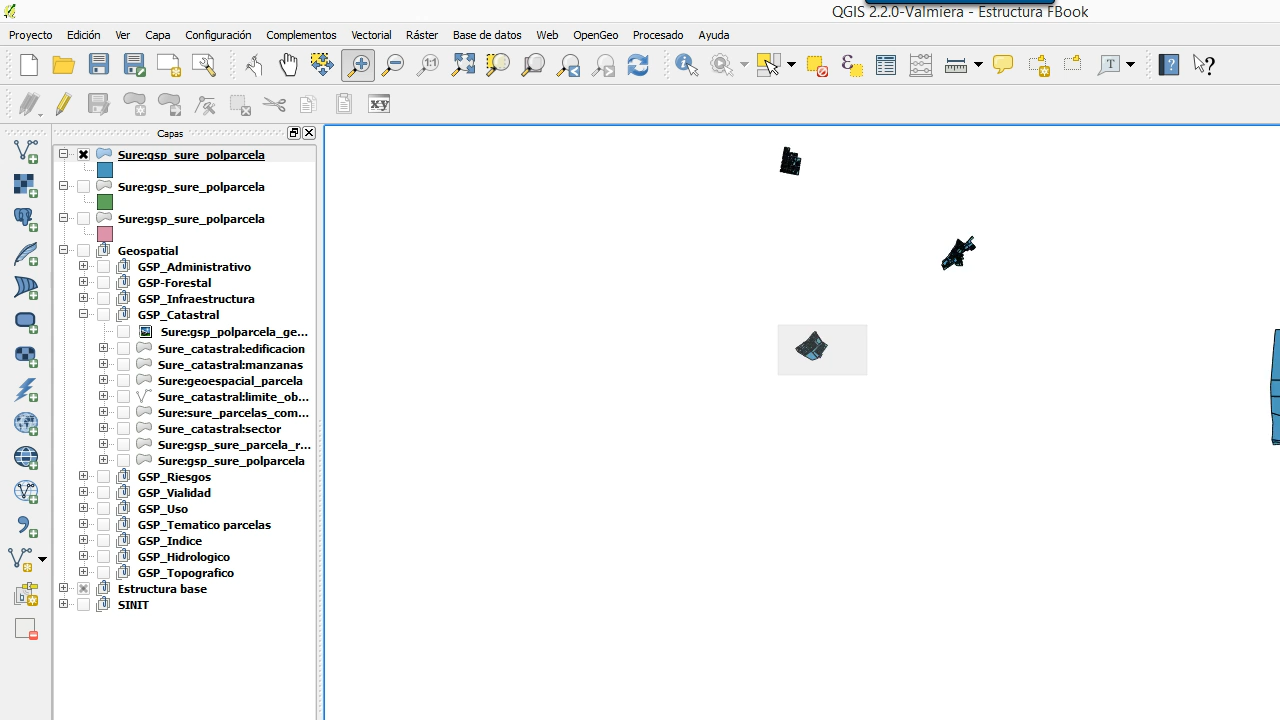 QGIS 2.2.0-Valmiera - Estructura FBook
Proyecto Edición Ver Capa Configuración Complementos Vectorial Ráster Base de datos Web OpenGeo Procesado Ayuda
Capas
Sure:gsp_sure_polparcela
Sure:gsp_sure_polparcela
Sure:gsp_sure_polparcela
Geospatial
GSP_Administrativo
GSP-Forestal
GSP_Infraestructura
GSP_Catastral
Sure:gsp_polparcela_ge...
Sure_catastral:edificacion
Sure_catastral:manzanas
Sure:geoespacial_parcela
Sure_catastral:limite_ob...
Sure:sure_parcelas_com...
Sure_catastral:sector
Sure:gsp_sure_parcela_r...
Sure:gsp_sure_polparcela
GSP_Riesgos
GSP_Vialidad
GSP_Uso
GSP_Tematico parcelas
GSP_Indice
GSP_Hidrologico
GSP_Topografico
Estructura base
SINIT